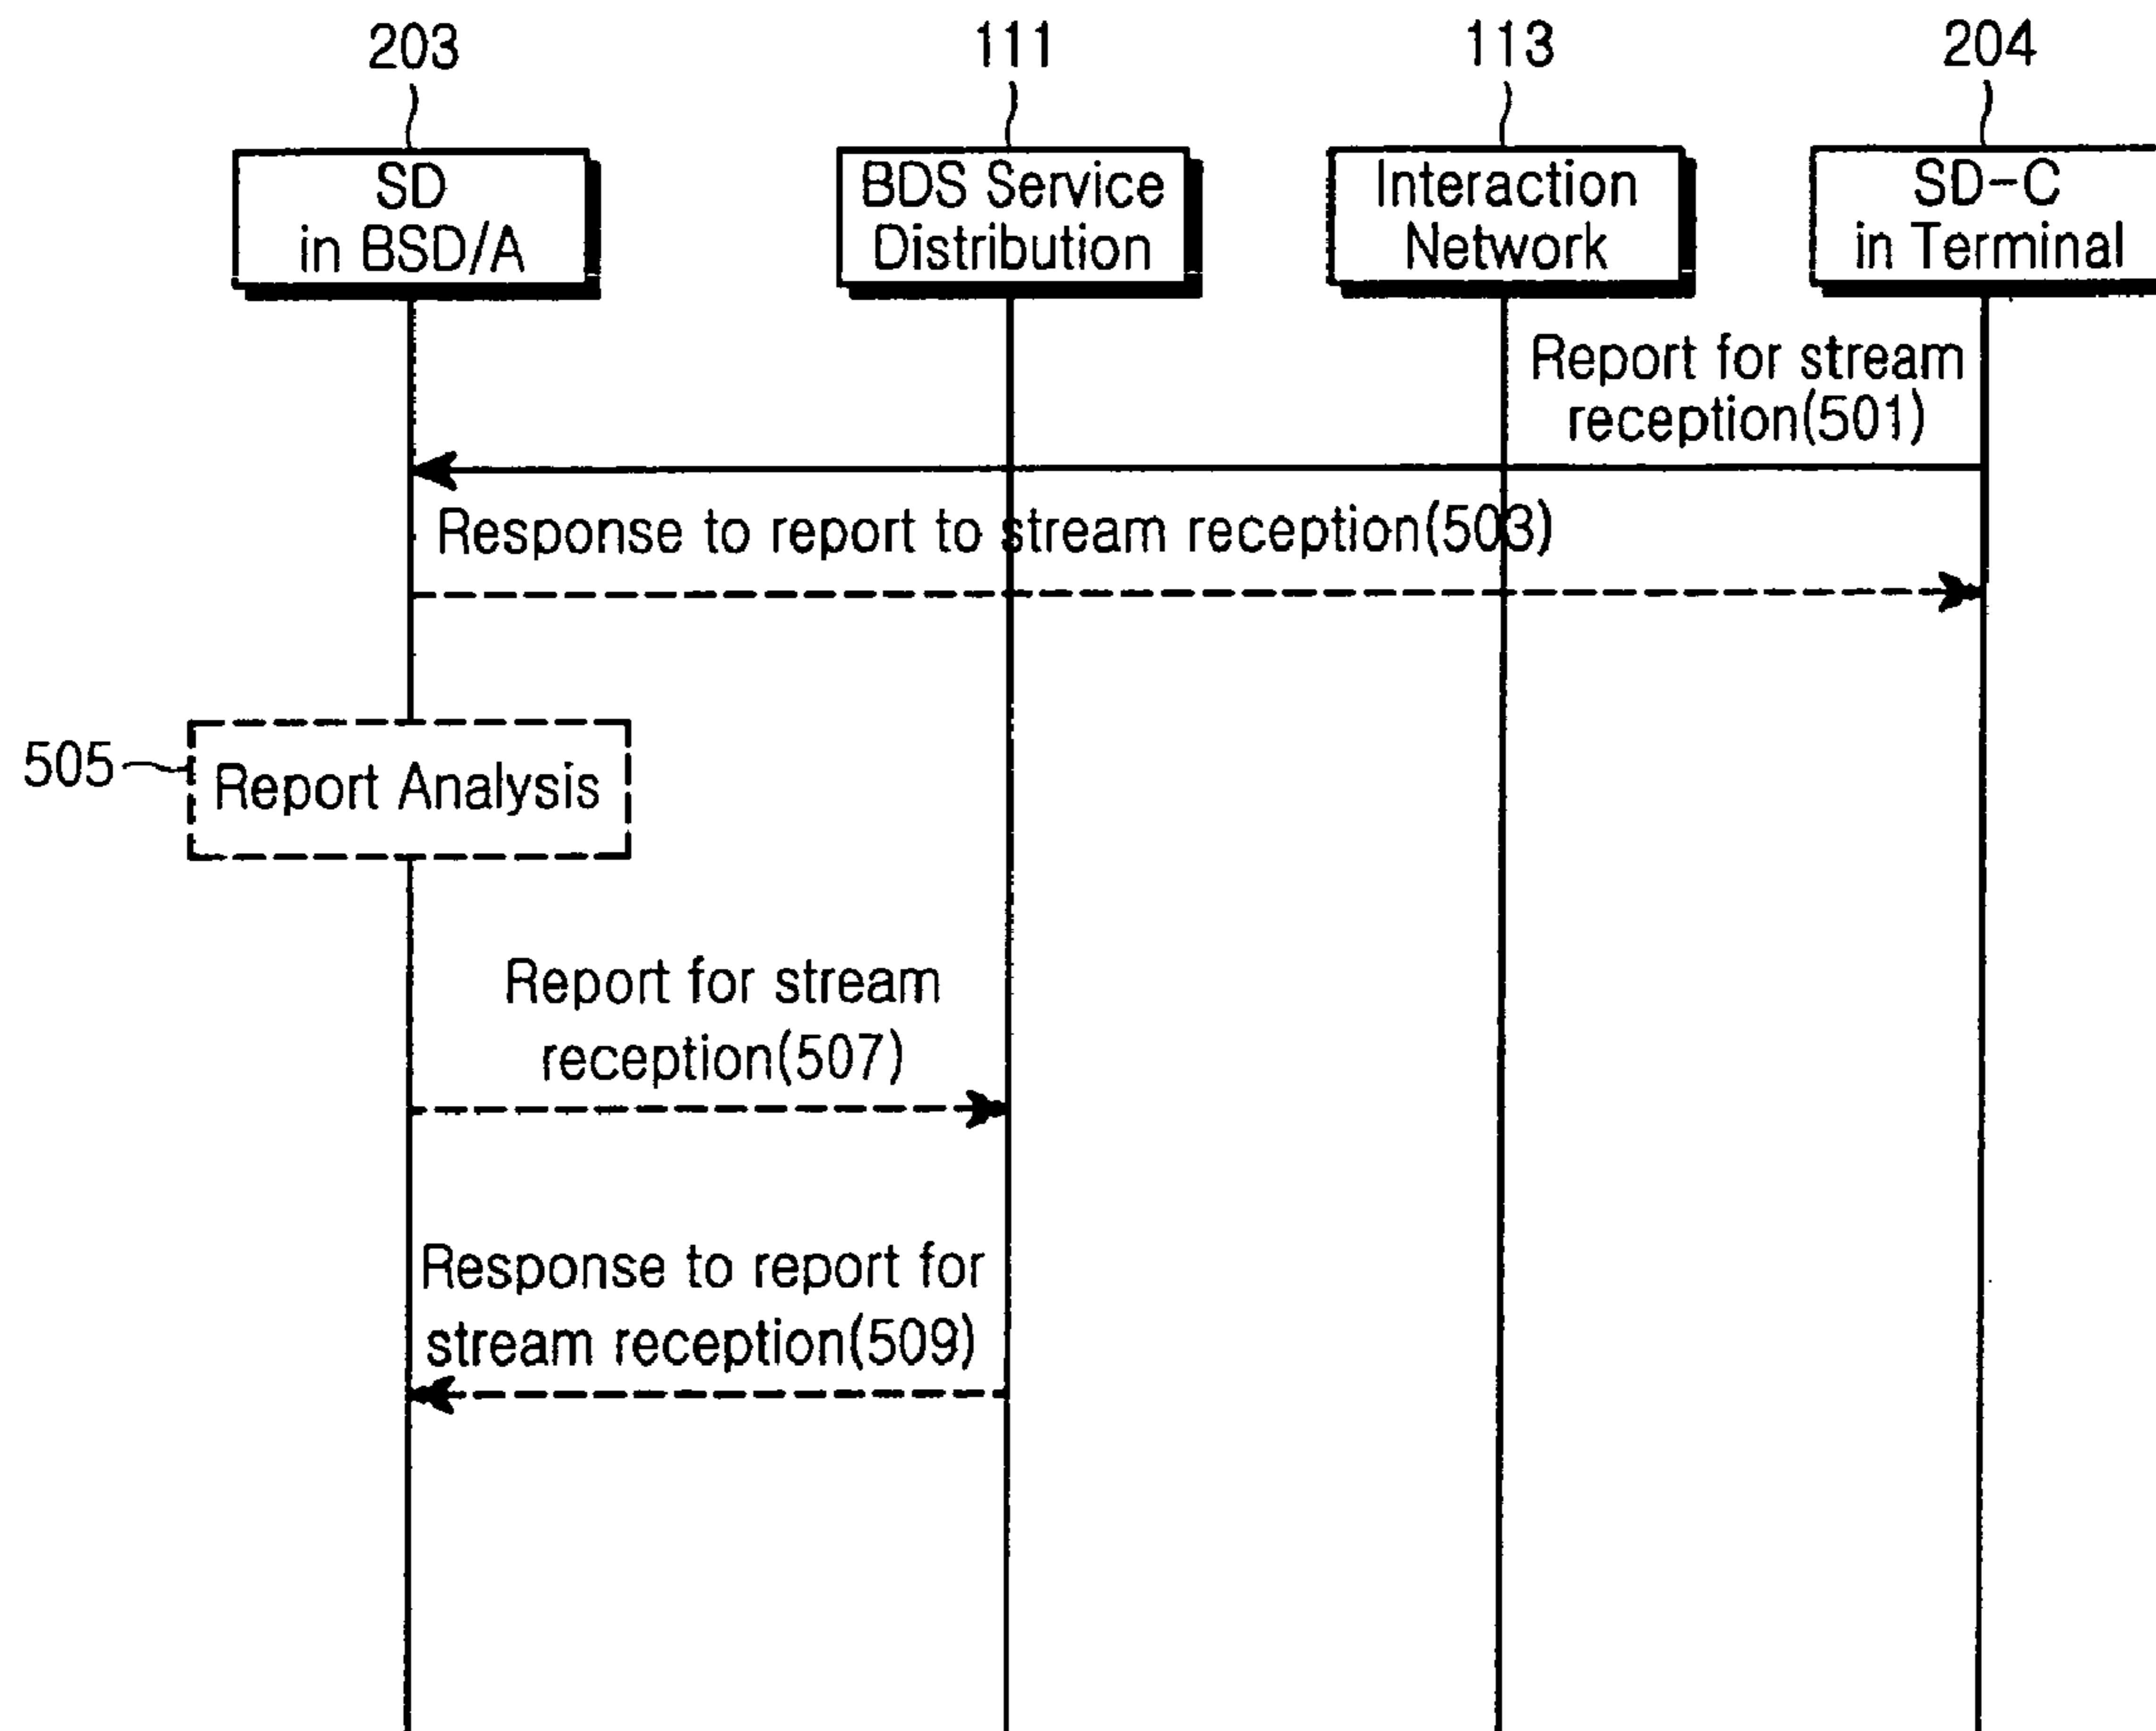 203
111
113
204
SD
in BSD/A
BDS Service
Distribution
Interaction
Network
SD-C
in Terminal
Report for stream
reception(501)
Response to report to stream reception(503)
505
Report Analysis
Report for stream
reception(507)
Response to report for
stream reception(509)